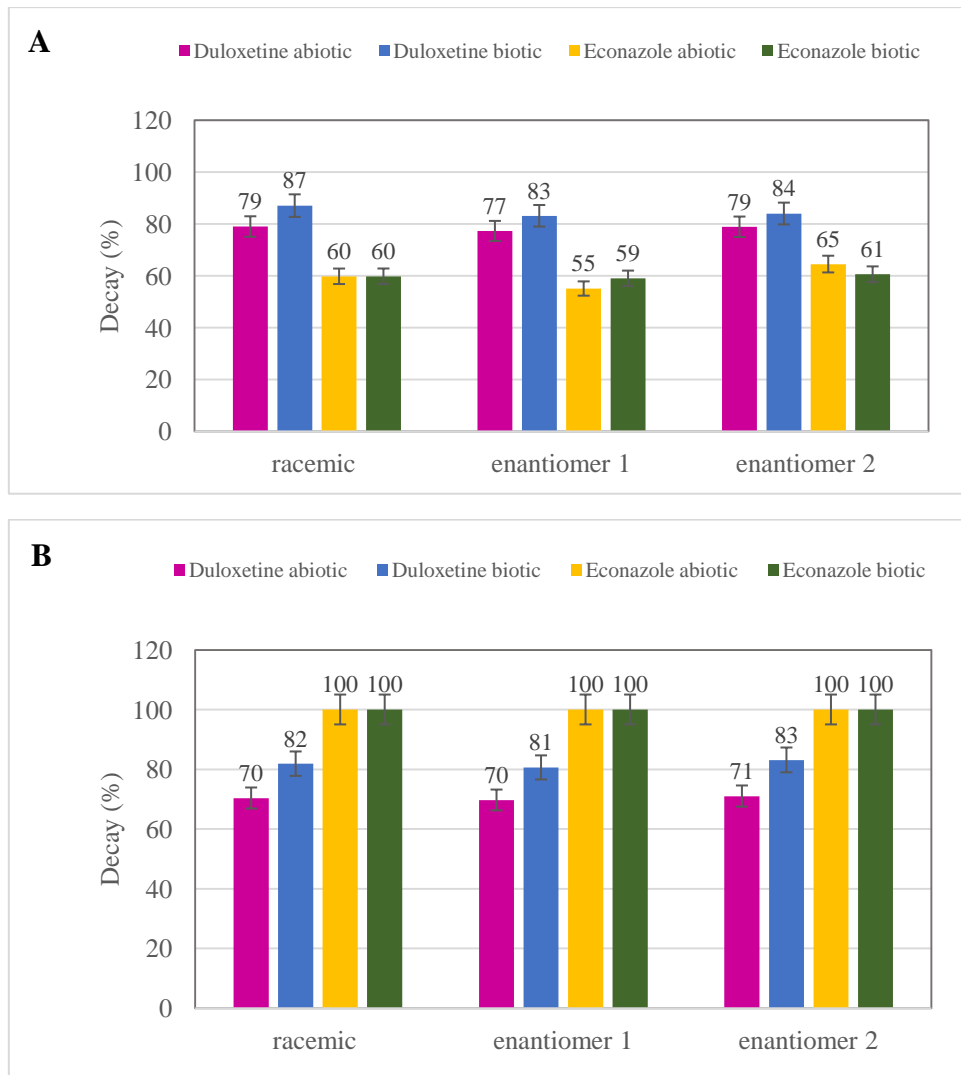 A
Duloxetine abiotic Duloxetine biotic Econazole abiotic Econazole biotic
120
100
80
60
40
20
0
Decay (%)
79 87 60 60
77 83 55 59
79 84 65 61
racemic enantiomer 1 enantiomer 2
B
Duloxetine abiotic Duloxetine biotic Econazole abiotic Econazole biotic
120
100
80
60
40
20
0
Decay (%)
70 82 100 100
70 81 100 100
71 83 100 100
racemic enantiomer 1 enantiomer 2